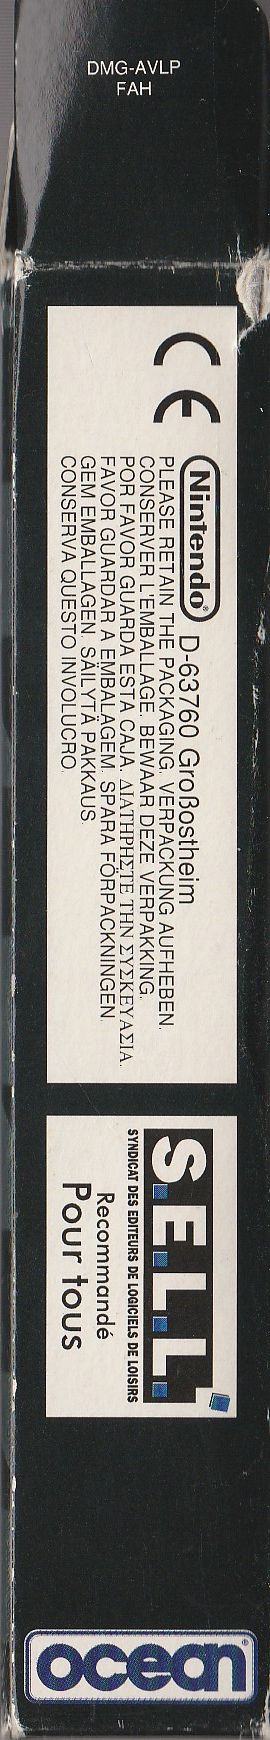 DMG-AVLP
FAH
CE
Nintendo® D-63760 Großostheim
PLEASE RETAIN THE PACKAGING. VERPACKUNG AUFHEBEN.
CONSERVER L'EMBALLAGE. BEWAAR DEZE VERPAKKING.
POR FAVOR GUARDA ESTA CAJA. ΔΙΑΤΗΡΗΣΤΕ ΤΗΝ ΣΥΣΚΕΥΑΣΙΑ.
FAVOR GUARDAR A EMBALAGEM. SPARA FÖRPACKNINGEN.
GEM EMBALLAGEN. SÄILYTÄ PAKKAUS.
CONSERVA QUESTO INVOLUCRO.
S.E.L.L.
SYNDICAT DES EDITEURS DE LOGICIELS DE LOISIRS
Recommandé
Pour tous
ocean®